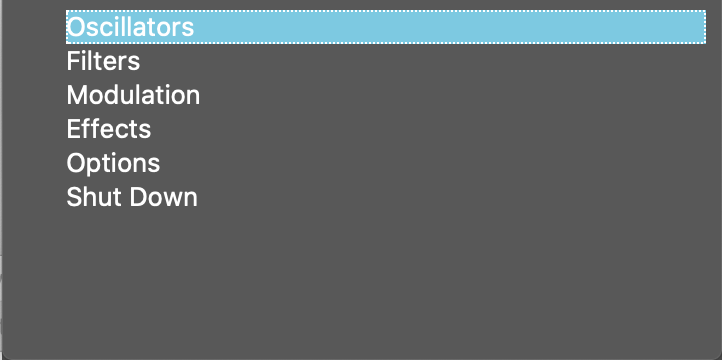 Oscillators
Filters
Modulation
Effects
Options
Shut Down